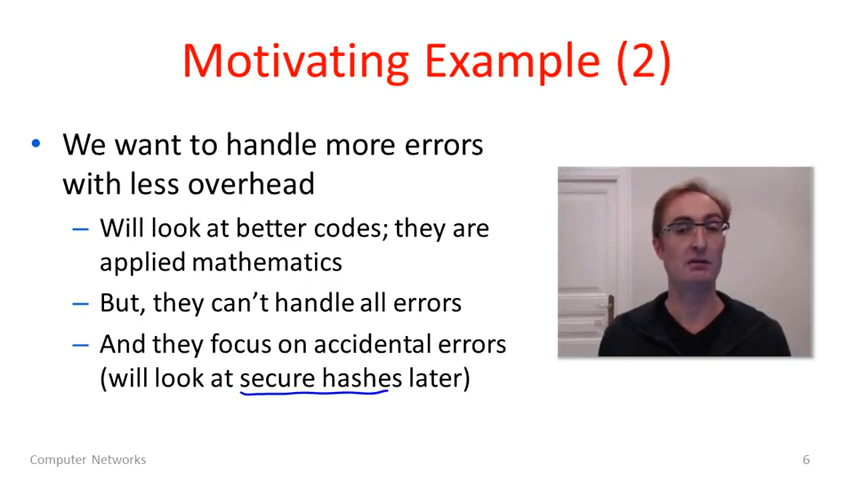 Motivating Example (2)
• We want to handle more errors
with less overhead
– Will look at better codes; they are
applied mathematics
– But, they can’t handle all errors
– And they focus on accidental errors
(will look at secure hashes later)
Computer Networks
6